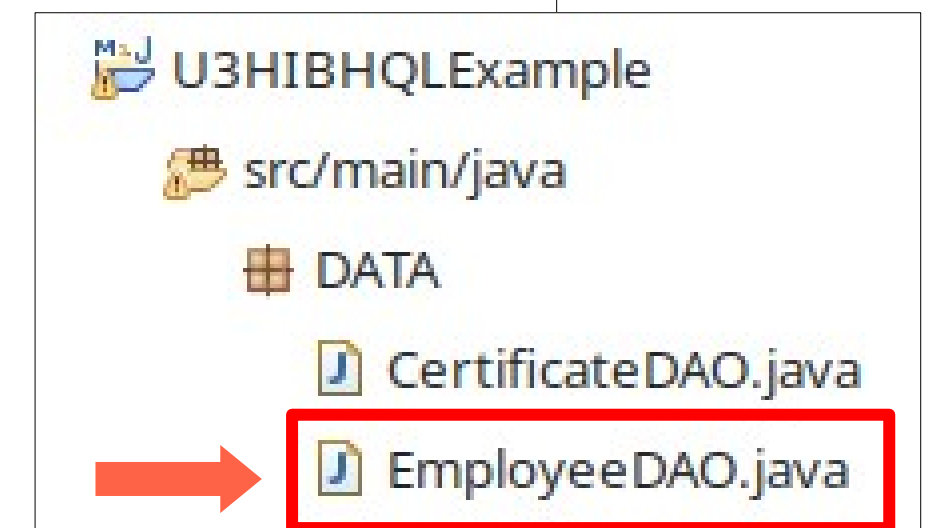 U3HIBHQLExample
src/main/java
DATA
CertificateDAO.java
EmployeeDAO.java